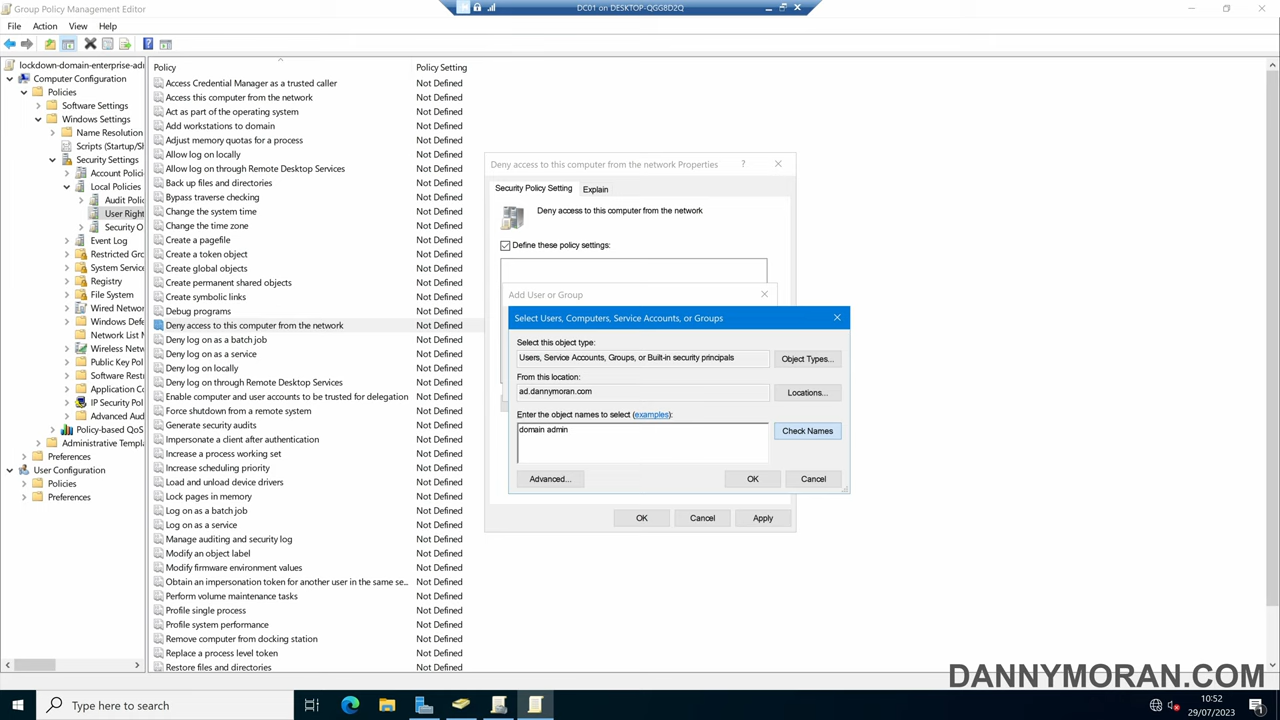 Group Policy Management Editor
DC01 on DESKTOP-QGG8D2Q
File Action View Help
lockdown-domain-enterprise-adr
Computer Configuration
Policies
Software Settings
Windows Settings
Name Resolution
Scripts (Startup/Sh
Security Settings
Account Polici
Local Policies
Audit Polic
User Right
Security O
Event Log
Restricted Gro
System Service
Registry
File System
Wired Network
Windows Defe
Network List M
Wireless Netw
Public Key Poli
Software Restr
Application Co
IP Security Poli
Advanced Aud
Policy-based QoS
Administrative Templa
Preferences
User Configuration
Policies
Preferences
Policy Policy Setting
Access Credential Manager as a trusted caller Not Defined
Access this computer from the network Not Defined
Act as part of the operating system Not Defined
Add workstations to domain Not Defined
Adjust memory quotas for a process Not Defined
Allow log on locally Not Defined
Allow log on through Remote Desktop Services Not Defined
Back up files and directories Not Defined
Bypass traverse checking Not Defined
Change the system time Not Defined
Change the time zone Not Defined
Create a pagefile Not Defined
Create a token object Not Defined
Create global objects Not Defined
Create permanent shared objects Not Defined
Create symbolic links Not Defined
Debug programs Not Defined
Deny access to this computer from the network Not Defined
Deny log on as a batch job Not Defined
Deny log on as a service Not Defined
Deny log on locally Not Defined
Deny log on through Remote Desktop Services Not Defined
Enable computer and user accounts to be trusted for delegation Not Defined
Force shutdown from a remote system Not Defined
Generate security audits Not Defined
Impersonate a client after authentication Not Defined
Increase a process working set Not Defined
Increase scheduling priority Not Defined
Load and unload device drivers Not Defined
Lock pages in memory Not Defined
Log on as a batch job Not Defined
Log on as a service Not Defined
Manage auditing and security log Not Defined
Modify an object label Not Defined
Modify firmware environment values Not Defined
Obtain an impersonation token for another user in the same se... Not Defined
Perform volume maintenance tasks Not Defined
Profile single process Not Defined
Profile system performance Not Defined
Remove computer from docking station Not Defined
Replace a process level token Not Defined
Restore files and directories Not Defined
Deny access to this computer from the network Properties ?
Security Policy Setting Explain
Deny access to this computer from the network
Define these policy settings:
Add User or Group
Select Users, Computers, Service Accounts, or Groups
Select this object type:
Users, Service Accounts, Groups, or Built-in security principals Object Types...
From this location:
ad.dannymoran.com Locations...
Enter the object names to select (examples):
domain admin Check Names
Advanced... OK Cancel
OK Cancel Apply
DANNYMORAN.COM
Type here to search
10:52
29/07/2023
1